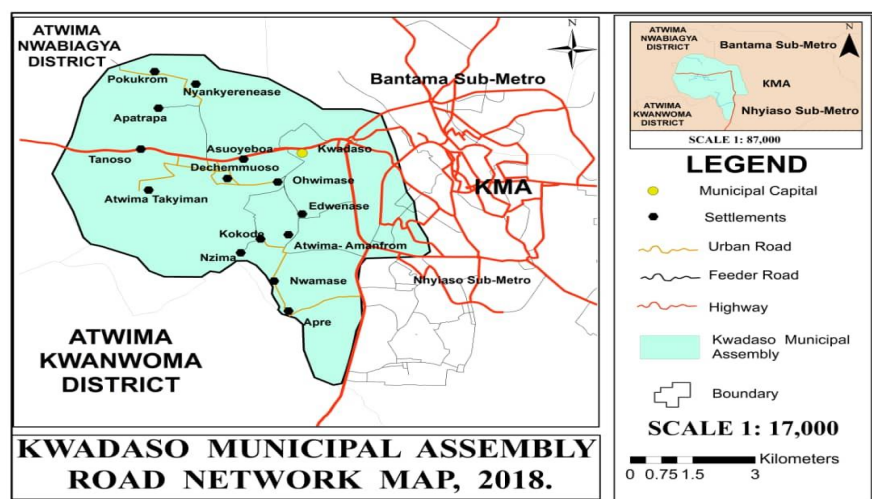 ATWIMA
NWABIAGYA
DISTRICT
N
Pokukrom
Nyankyerenease
Bantama Sub-Metro
Apatrapa
Tanoso
Asuoyeboa
Kwadaso
Dechemmuoso
Ohwimase
KMA
Atwima Takyiman
Edwenase
Kokode
Atwima- Amanfrom
Nzima
Nwamase
Nhyiaso Sub-Metro
Apre
ATWIMA
KWANWOMA
DISTRICT
KWADASO MUNICIPAL ASSEMBLY
ROAD NETWORK MAP, 2018.
ATWIMA
NWABIAGYA
DISTRICT
Bantama Sub-Metro
N
KMA
ATWIMA
KWANWOMA
DISTRICT
Nhyiaso Sub-Metro
SCALE 1: 87,000
LEGEND
Municipal Capital
Settlements
Urban Road
Feeder Road
Highway
Kwadaso Municipal
Assembly
Boundary
SCALE 1: 17,000
Kilometers
0 0.75 1.5 3